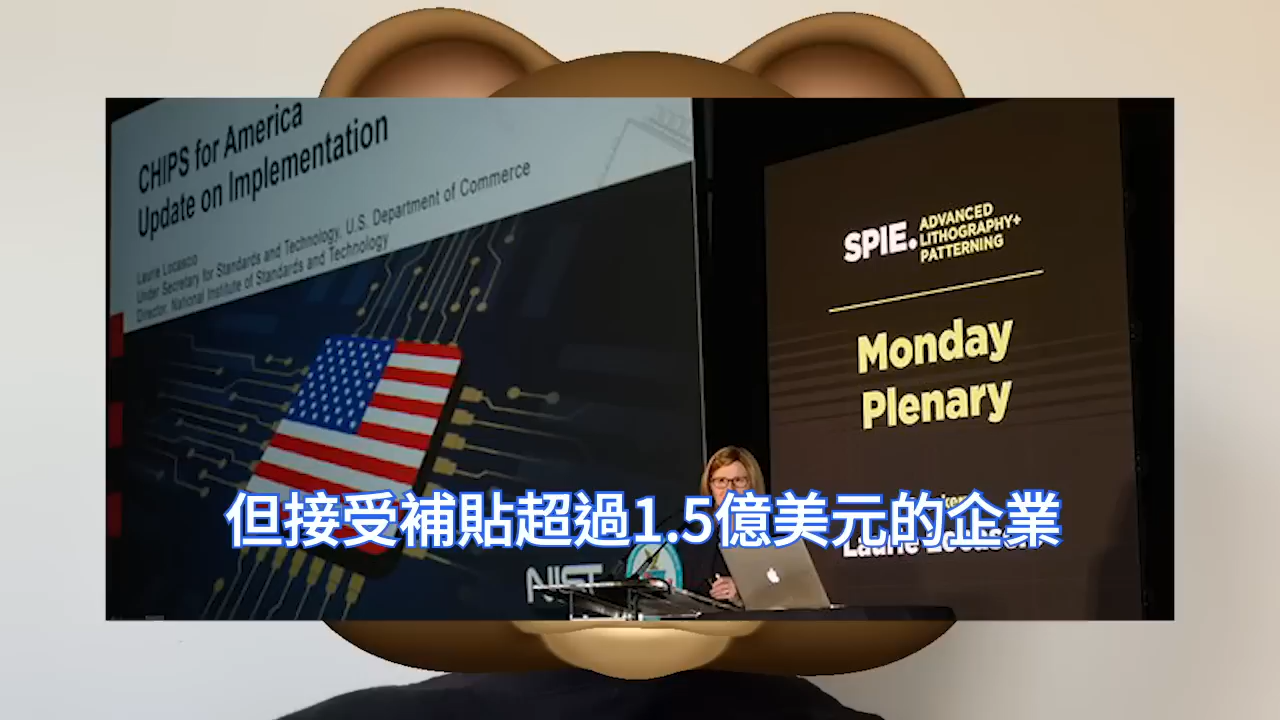 CHIPS for America
Update on Implementation
Laurie Locascio
Under Secretary for Standards and Technology, U.S. Department of Commerce
Director, National Institute of Standards and Technology
SPIE. ADVANCED
LITHOGRAPHY+
PATTERNING
Monday
Plenary
但接受補貼超過1.5億美元的企業
NIST